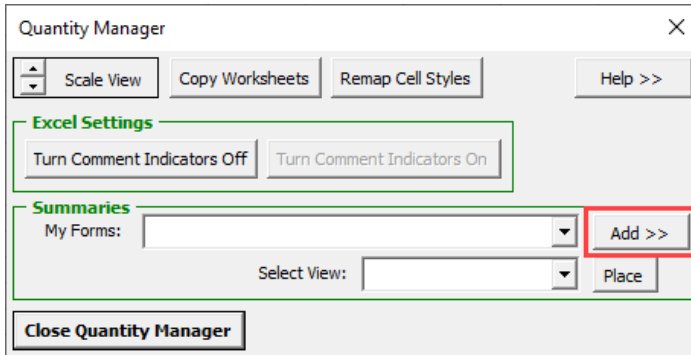 Quantity Manager
Scale View Copy Worksheets Remap Cell Styles Help >>
Excel Settings
Turn Comment Indicators Off Turn Comment Indicators On
Summaries
My Forms: Add >>
Select View: Place
Close Quantity Manager